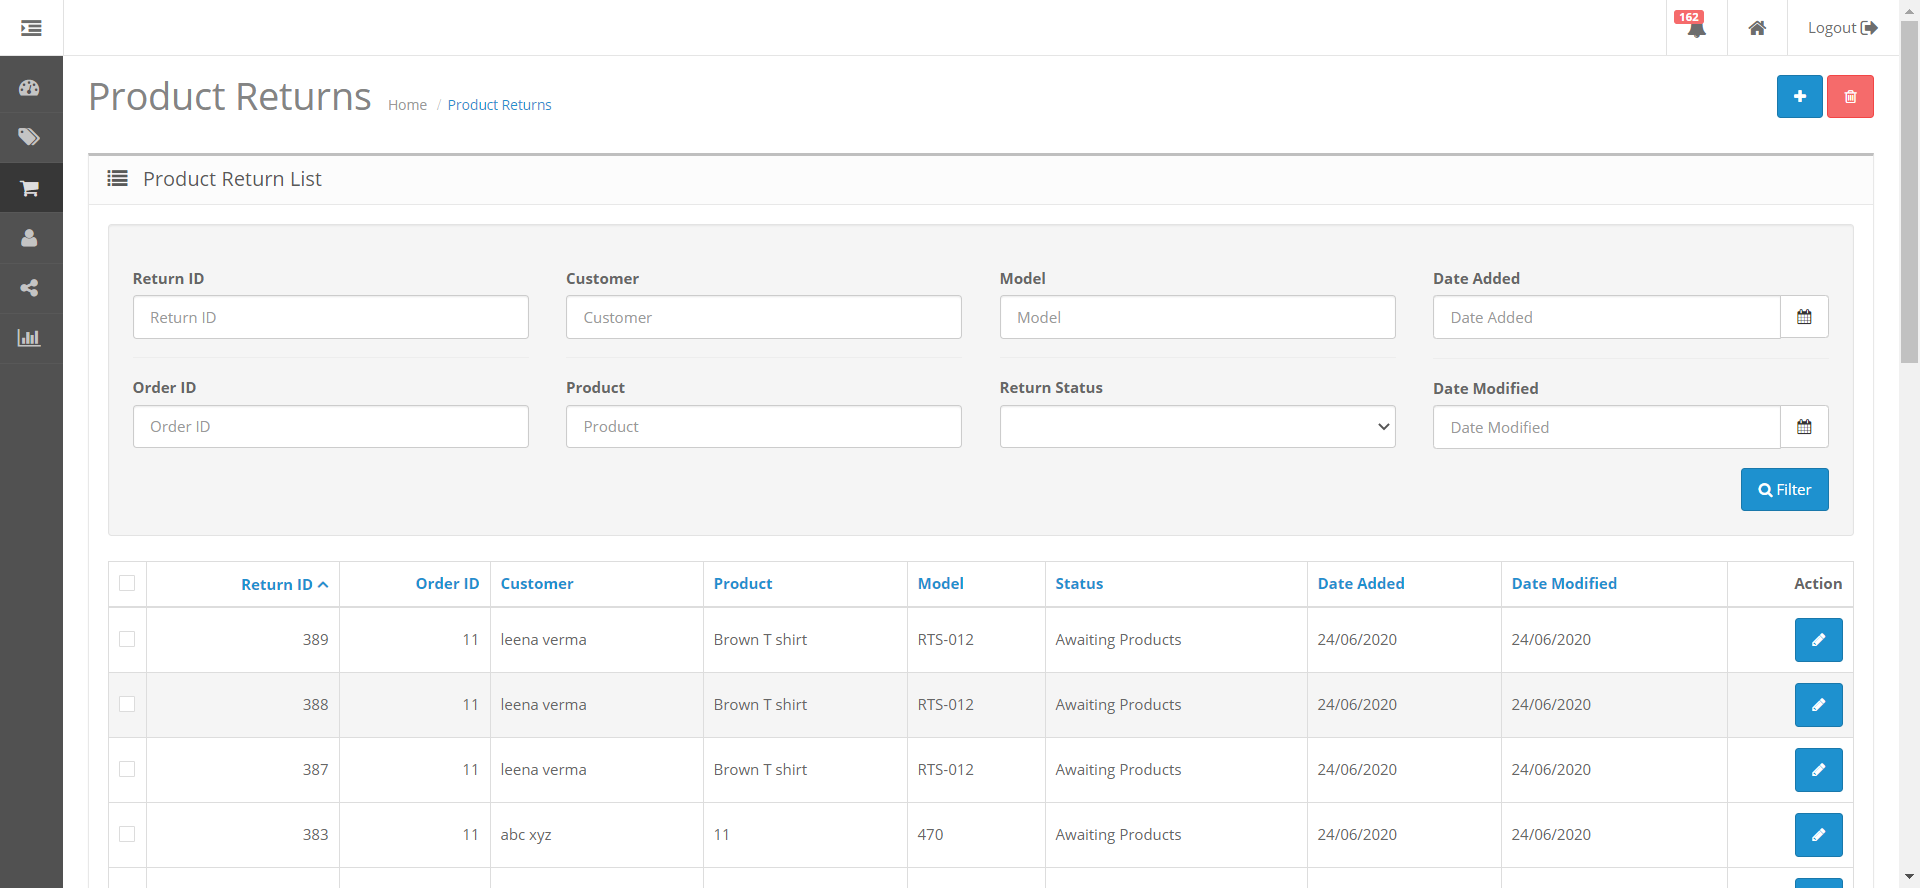 162
Logout
Product Returns Home / Product Returns
Product Return List
Return ID Customer Model Date Added
Return ID Customer Model Date Added
Order ID Product Return Status Date Modified
Order ID Product Date Modified
Filter
Return ID Order ID Customer Product Model Status Date Added Date Modified Action
389 11 leena verma Brown T shirt RTS-012 Awaiting Products 24/06/2020 24/06/2020
388 11 leena verma Brown T shirt RTS-012 Awaiting Products 24/06/2020 24/06/2020
387 11 leena verma Brown T shirt RTS-012 Awaiting Products 24/06/2020 24/06/2020
383 11 abc xyz 11 470 Awaiting Products 24/06/2020 24/06/2020